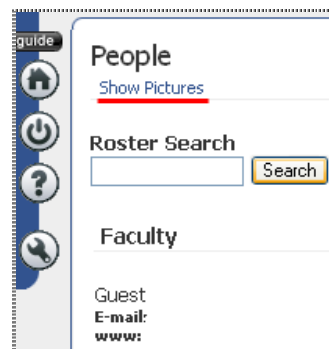 guide
People
Show Pictures
Roster Search
Search
Faculty
Guest
E-mail:
www: